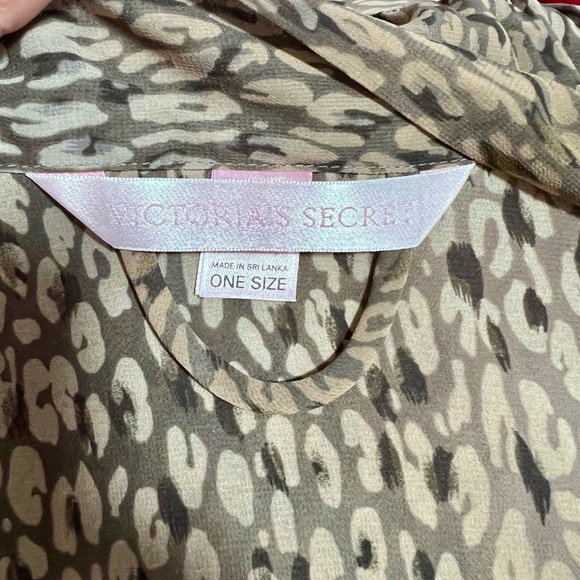 VICTORIA'S SECRET
MADE IN SRI LANKA
ONE SIZE